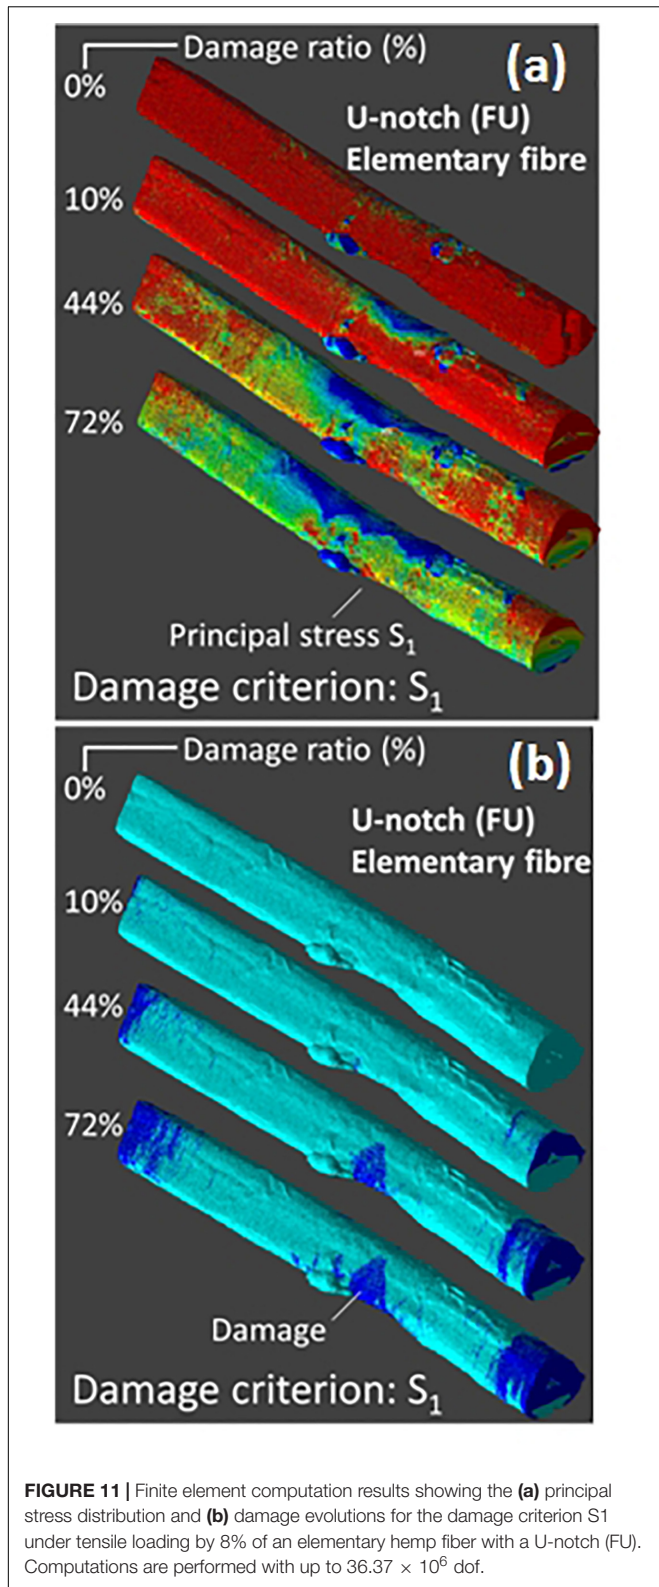 Damage ratio (%)
(a)
0%
U-notch (FU)
Elementary fibre
10%
44%
72%
Principal stress S₁
Damage criterion: S₁
Damage ratio (%)
(b)
0%
U-notch (FU)
Elementary fibre
10%
44%
72%
Damage
Damage criterion: S₁
FIGURE 11 | Finite element computation results showing the (a) principal
stress distribution and (b) damage evolutions for the damage criterion S1
under tensile loading by 8% of an elementary hemp fiber with a U-notch (FU).
Computations are performed with up to 36.37 × 10⁶ dof.